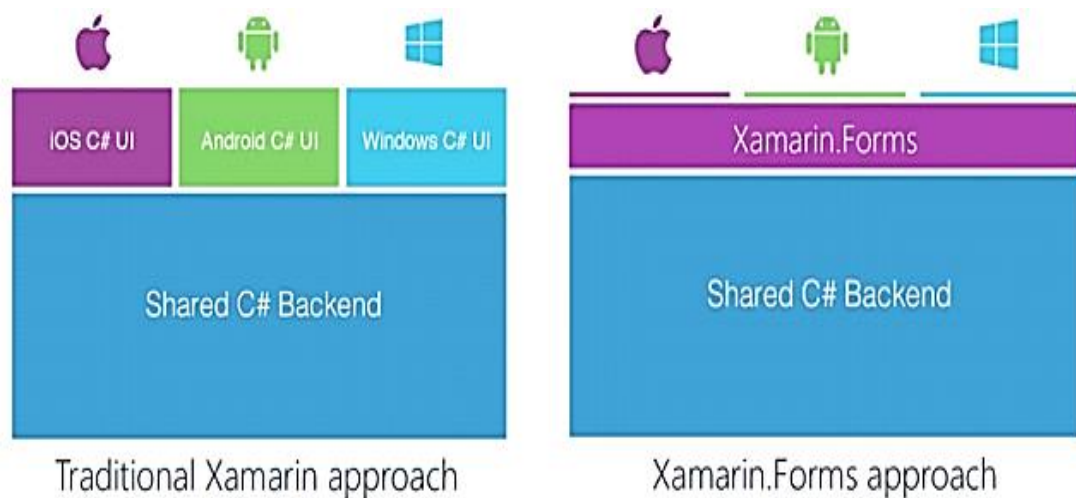 iOS C# UI
Android C# UI
Windows C# UI
Shared C# Backend
Traditional Xamarin approach
Xamarin.Forms
Shared C# Backend
Xamarin.Forms approach